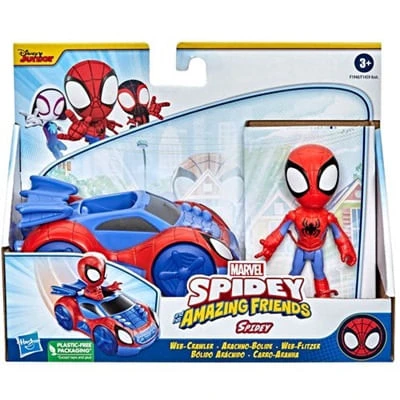 Disney
JUNIOR
3+
MARVEL
SPIDEY
AND HIS
AMAZING FRIENDS
SPIDEY
WEB-CRAWLER - ARACHNO-BOLIDE - WEB-FLITZER
BÓLIDO ARÁCNIDO - CARRO-ARANHA
Hasbro
PLASTIC-FREE
PACKAGING*